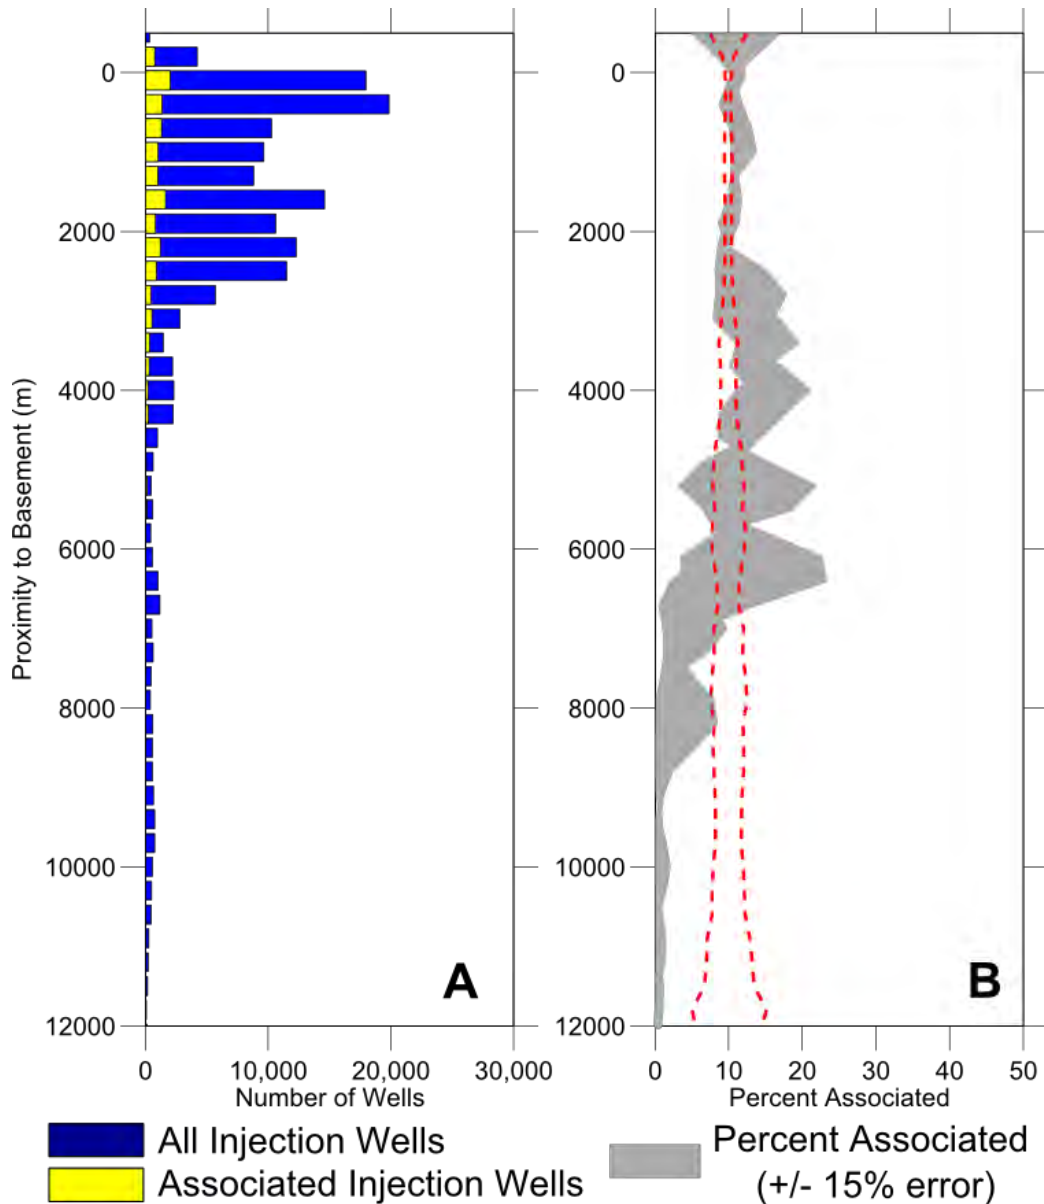 0
2000
4000
6000
8000
10000
12000
Proximity to Basement (m)
A
0 10,000 20,000 30,000
Number of Wells
0
2000
4000
6000
8000
10000
12000
B
0 10 20 30 40 50
Percent Associated
All Injection Wells
Associated Injection Wells
Percent Associated
(+/- 15% error)